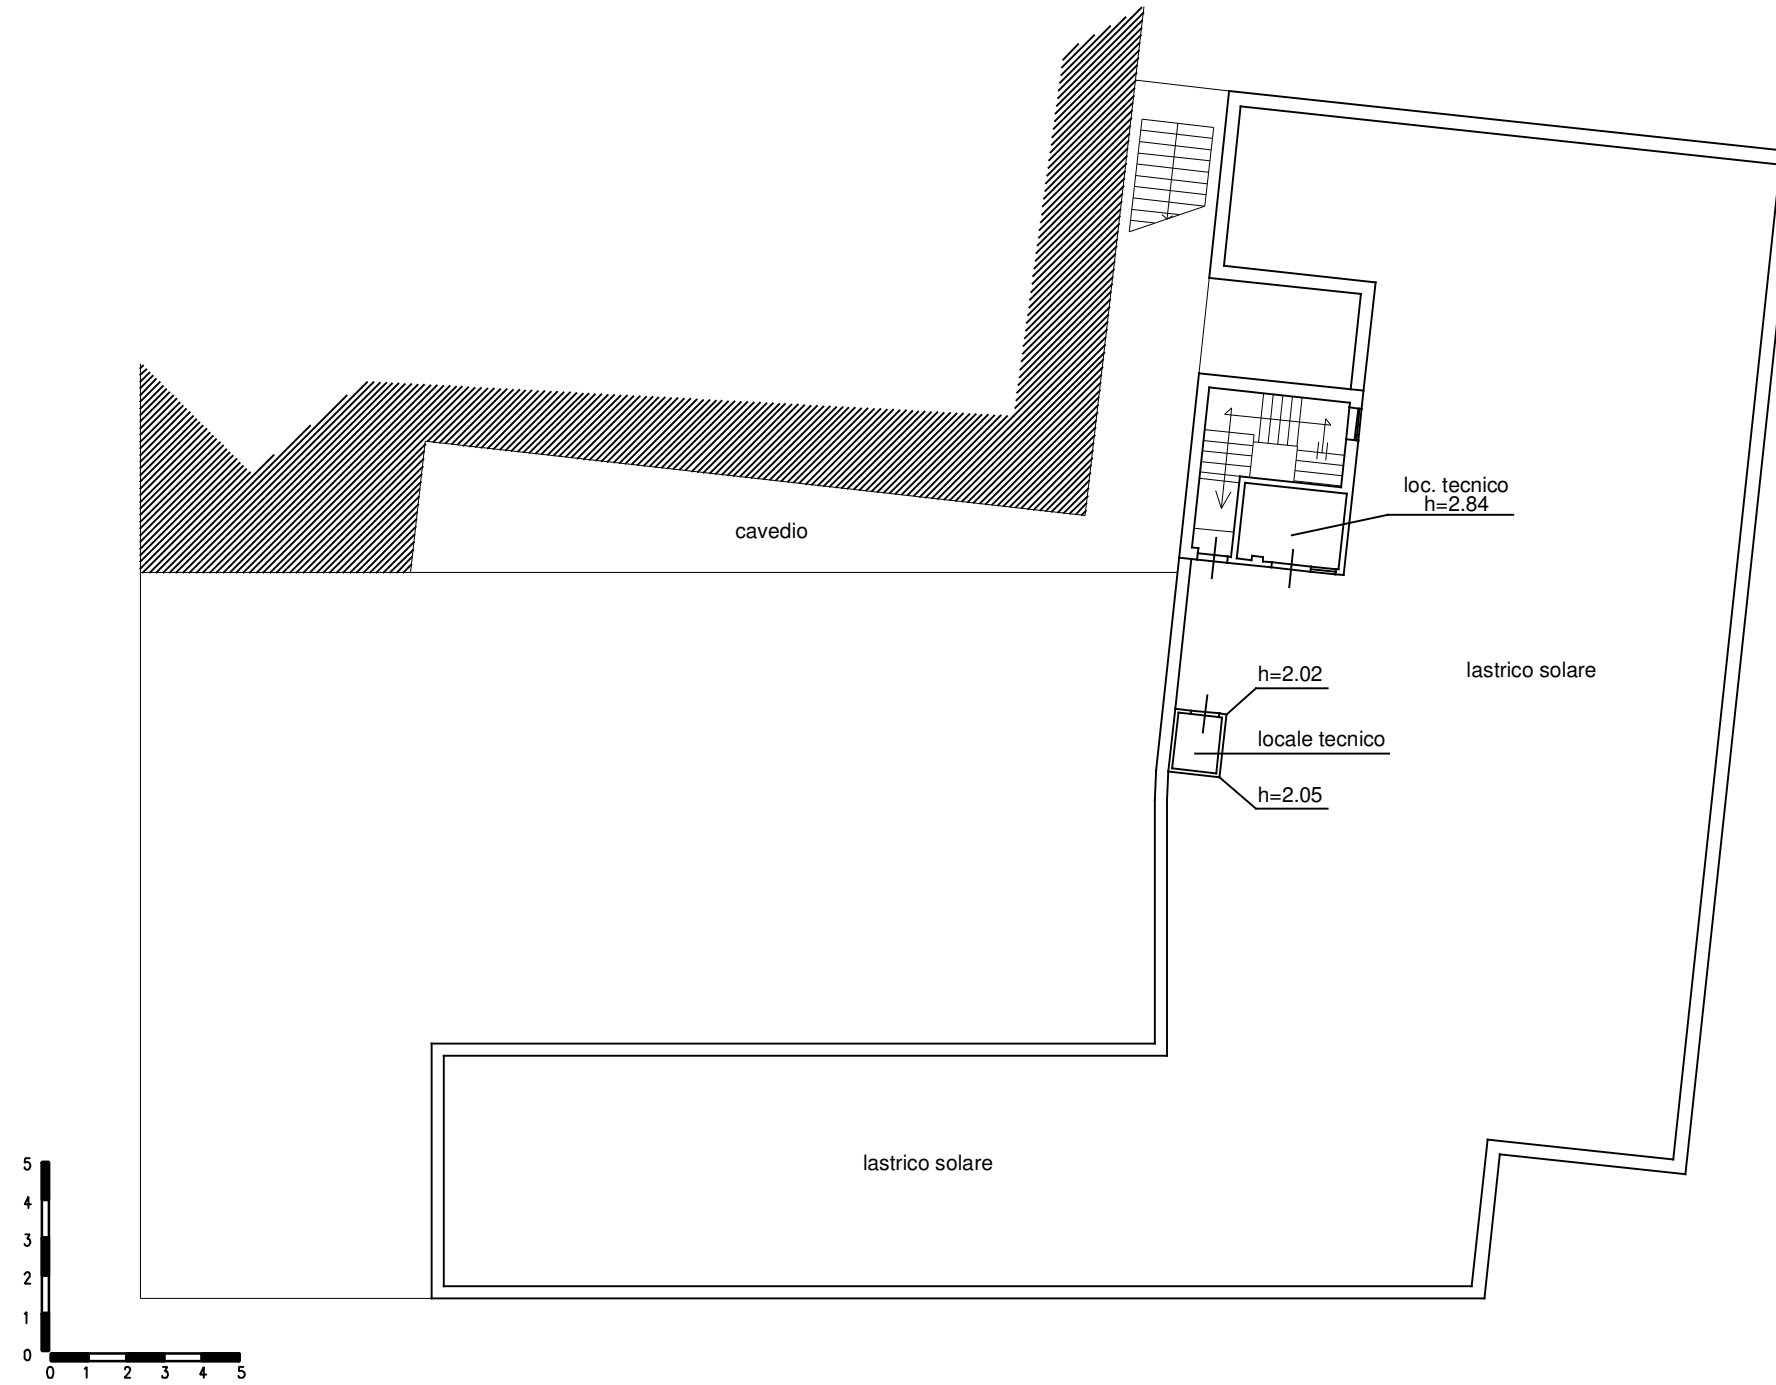 loc. tecnico
h=2.84
cavedio
h=2.02
lastrico solare
locale tecnico
h=2.05
lastrico solare
5
4
3
2
1
0
0 1 2 3 4 5